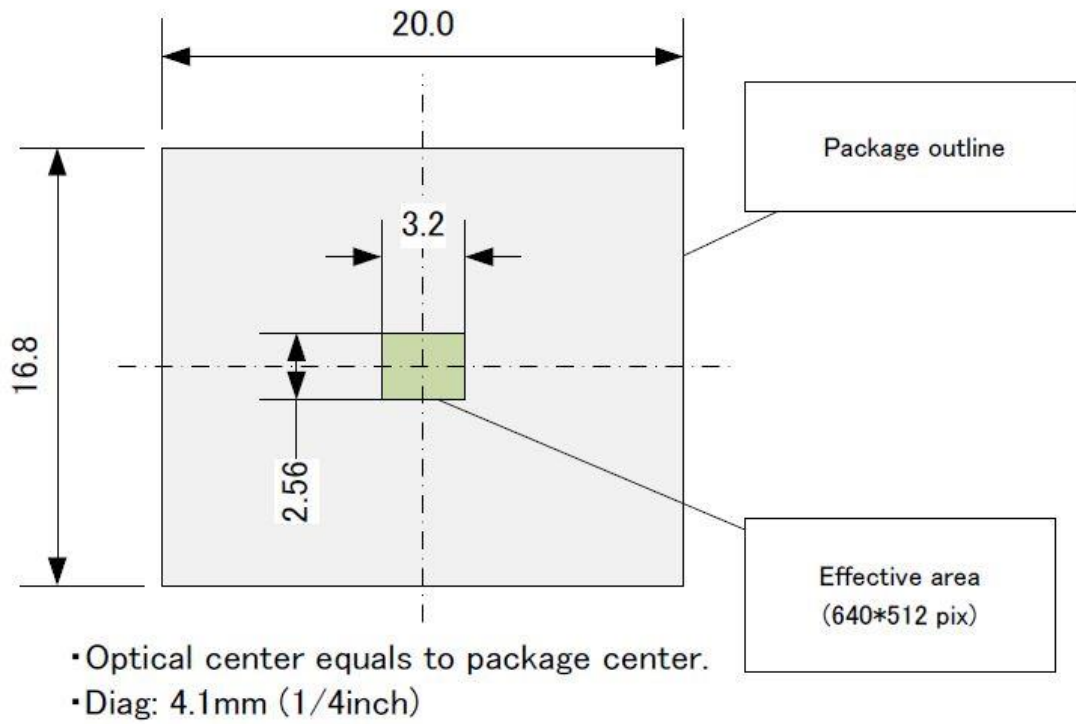 20.0
Package outline
3.2
16.8
2.56
Effective area
(640*512 pix)
・Optical center equals to package center.
・Diag: 4.1mm (1/4inch)